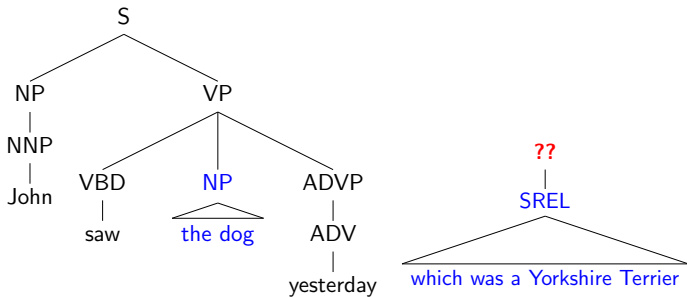 S
NP VP
NNP ??
John VBD NP ADVP SREL
saw the dog ADV which was a Yorkshire Terrier
yesterday